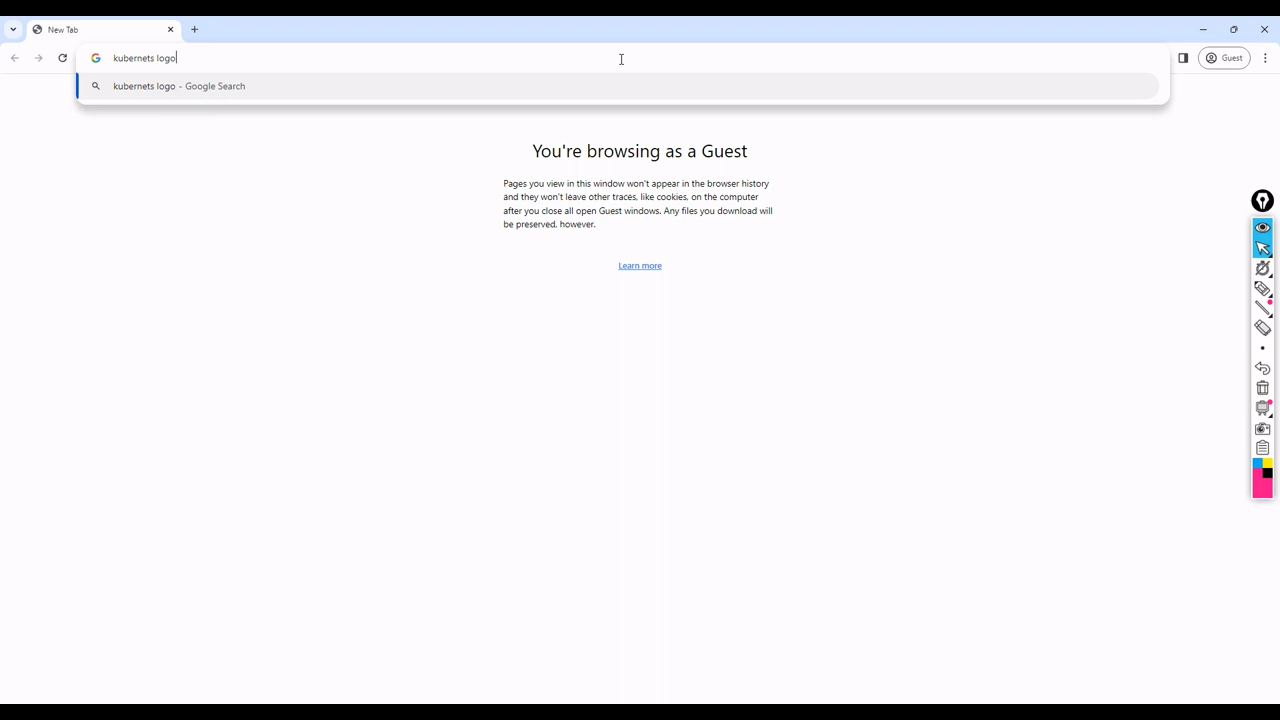 New Tab
kubernets logo
Guest
kubernets logo - Google Search
You're browsing as a Guest
Pages you view in this window won't appear in the browser history
and they won't leave other traces, like cookies, on the computer
after you close all open Guest windows. Any files you download will
be preserved, however.
Learn more